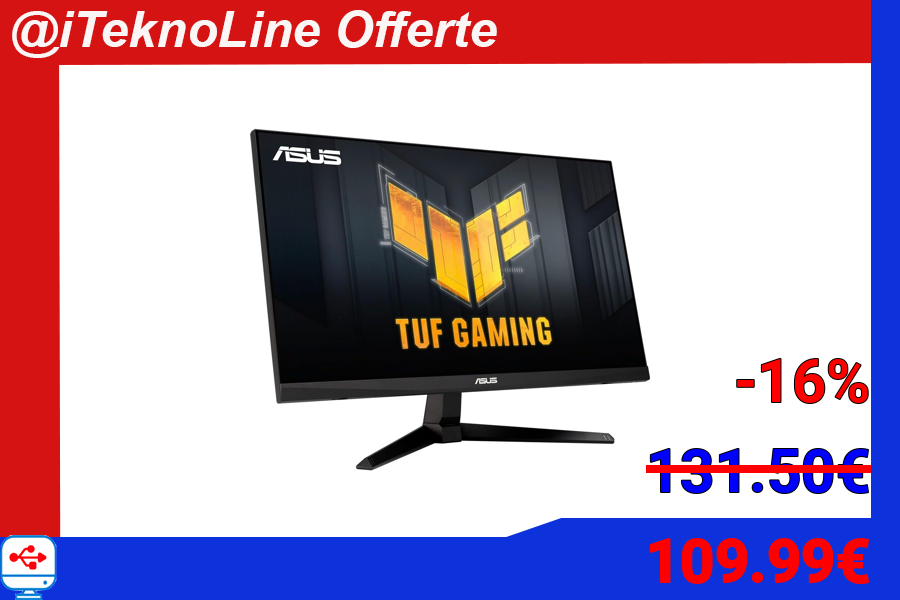 @iTeknoLine Offerte
ASUS
TUF GAMING
ASUS
-16%
131.50€
109.99€